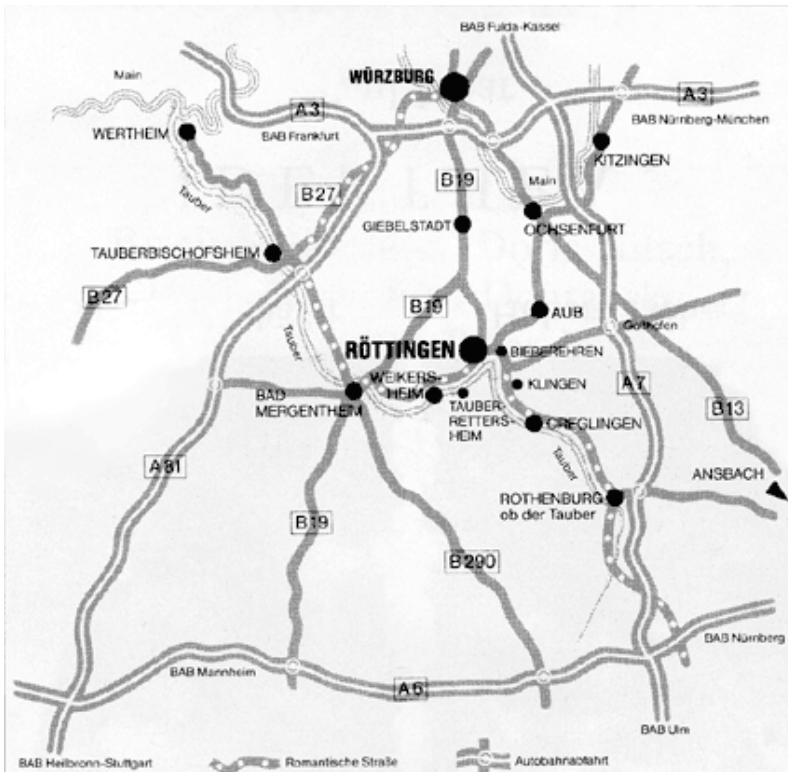 BAB Fulda-Kassel
WÜRZBURG
Main
A3
A3
BAB Frankfurt
BAB Nürnberg-München
WERTHEIM
KITZINGEN
B19
Main
Tauber
B27
OCHSENFURT
GIEBELSTADT
TAUBERBISCHOFSHEIM
B27
B19
AUB
Gollhofen
Tauber
RÖTTINGEN
BIEBEREHREN
WEIKERS-
HEIM
KLINGEN
A7
BAD
MERGENTHEIM
TAUBER-
RETTERS-
HEIM
B13
CREGLINGEN
A81
Tauber
ANSBACH
ROTHENBURG
ob der Tauber
B19
B290
BAB Nürnberg
BAB Mannheim
A6
BAB Ulm
BAB Heilbronn-Stuttgart
Romantische Straße
Autobahnabfahrt